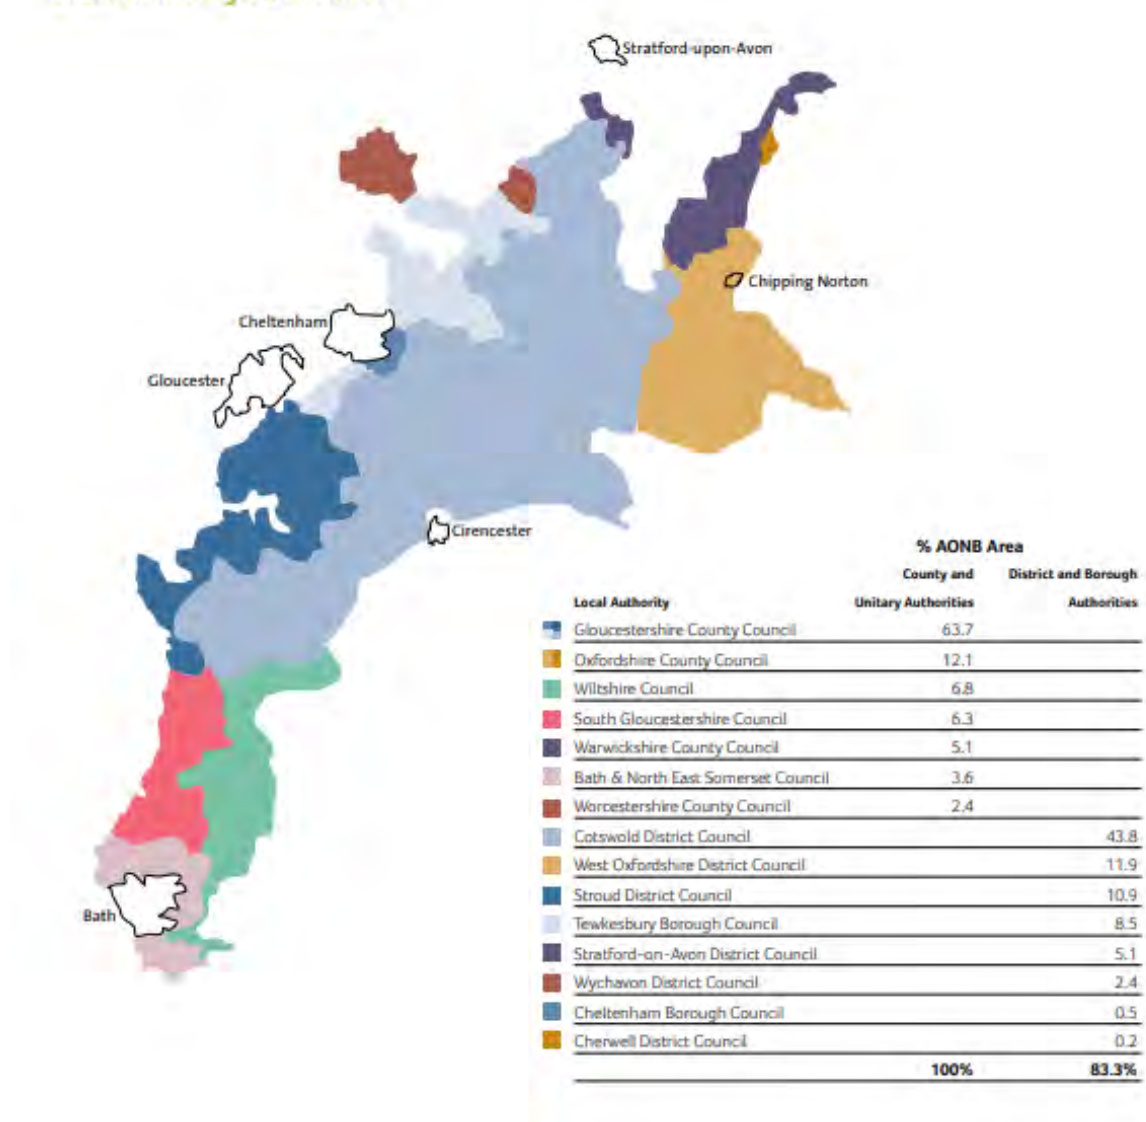 Stratford-upon-Avon
Chipping Norton
Cheltenham
Gloucester
Cirencester
Bath
% AONB Area
County and District and Borough
Local Authority Unitary Authorities Authorities
Gloucestershire County Council 63.7
Oxfordshire County Council 12.1
Wiltshire Council 6.8
South Gloucestershire Council 6.3
Warwickshire County Council 5.1
Bath & North East Somerset Council 3.6
Worcestershire County Council 2.4
Cotswold District Council 43.8
West Oxfordshire District Council 11.9
Stroud District Council 10.9
Tewkesbury Borough Council 8.5
Stratford-on-Avon District Council 5.1
Wychavon District Council 2.4
Cheltenham Borough Council 0.5
Cherwell District Council 0.2
100% 83.3%